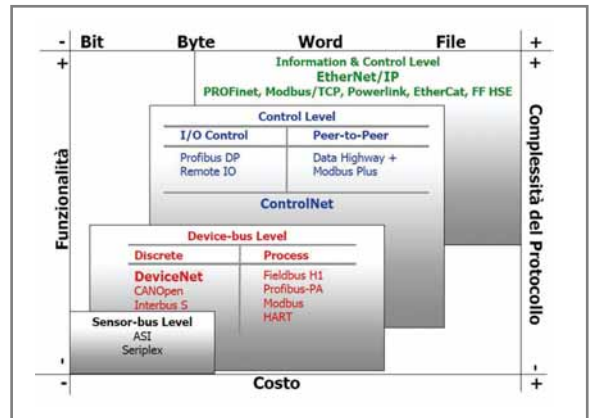 - Bit Byte Word File +
+ +
Information & Control Level
EtherNet/IP
PROFinet, Modbus/TCP, Powerlink, EtherCat, FF HSE
Control Level
I/O Control Peer-to-Peer
Profibus DP Data Highway +
Remote IO Modbus Plus
ControlNet
Device-bus Level
Discrete Process
DeviceNet Fieldbus H1
CANOpen Profibus-PA
Interbus S Modbus
HART
Sensor-bus Level
ASI
Seriplex
Funzionalità
Complessità del Protocollo
- -
- Costo +